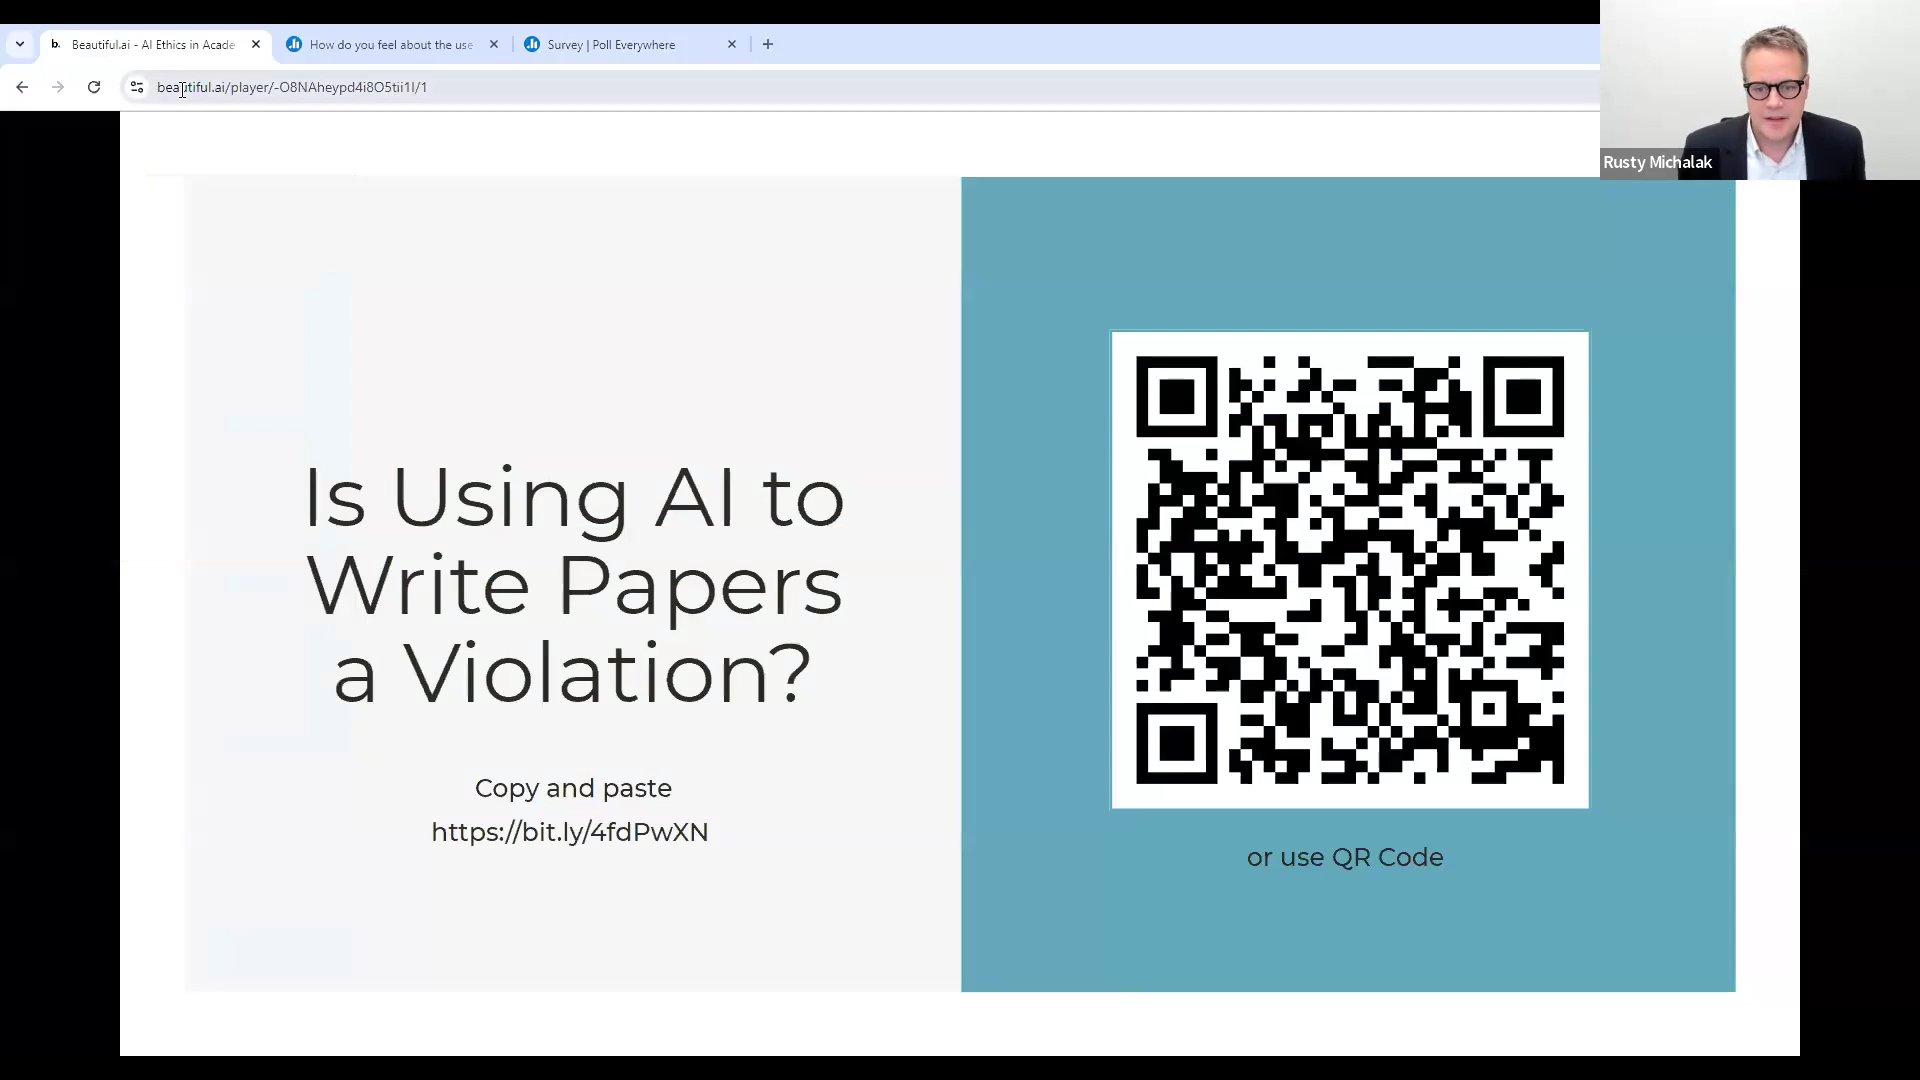 b. Beautiful.ai - AI Ethics in Acade
How do you feel about the use
Survey | Poll Everywhere
beautiful.ai/player/-O8NAheypd4i8O5tii1I/1
Rusty Michalak
Is Using AI to
Write Papers
a Violation?
Copy and paste
https://bit.ly/4fdPwXN
or use QR Code